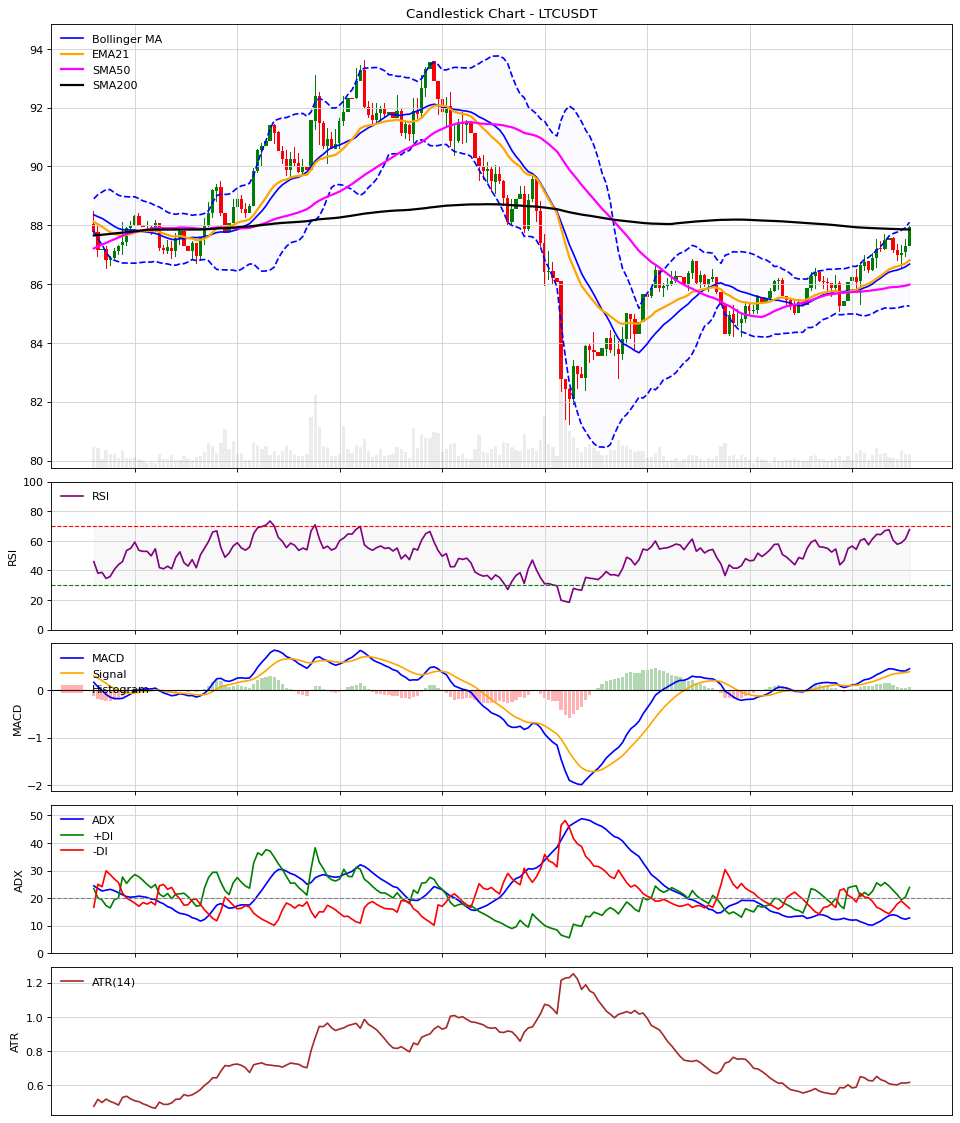 Candlestick Chart - LTCUSDT
Bollinger MA
EMA21
SMA50
SMA200
94
92
90
88
86
84
82
80
RSI
100
80
60
40
20
0
RSI
MACD
Signal
Histogram
0
−1
−2
MACD
ADX
+DI
-DI
50
40
30
20
10
0
ADX
ATR(14)
1.2
1.0
0.8
0.6
ATR